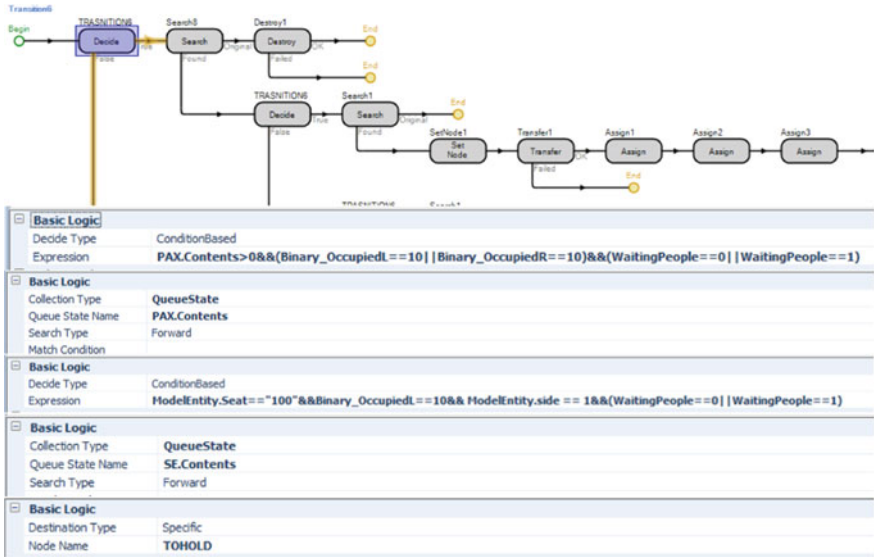 Transition6
Begin
TRASNITION6
Decide
True
False
Search8
Search
Original
Found
Destroy1
Destroy
OK
Failed
End
End
TRASNITION6
Decide
True
False
Search1
Search
Original
Found
End
SetNode1
Set
Node
Transfer1
Transfer
OK
Failed
End
Assign1
Assign
Assign2
Assign
Assign3
Assign
Basic Logic
Decide Type ConditionBased
Expression PAX.Contents>0&&(Binary_OccupiedL==10||Binary_OccupiedR==10)&&(WaitingPeople==0||WaitingPeople==1)
Basic Logic
Collection Type QueueState
Queue State Name PAX.Contents
Search Type Forward
Match Condition
Basic Logic
Decide Type ConditionBased
Expression ModelEntity.Seat=="100"&&Binary_OccupiedL==10&& ModelEntity.side == 1&&(WaitingPeople==0||WaitingPeople==1)
Basic Logic
Collection Type QueueState
Queue State Name SE.Contents
Search Type Forward
Basic Logic
Destination Type Specific
Node Name TOHOLD